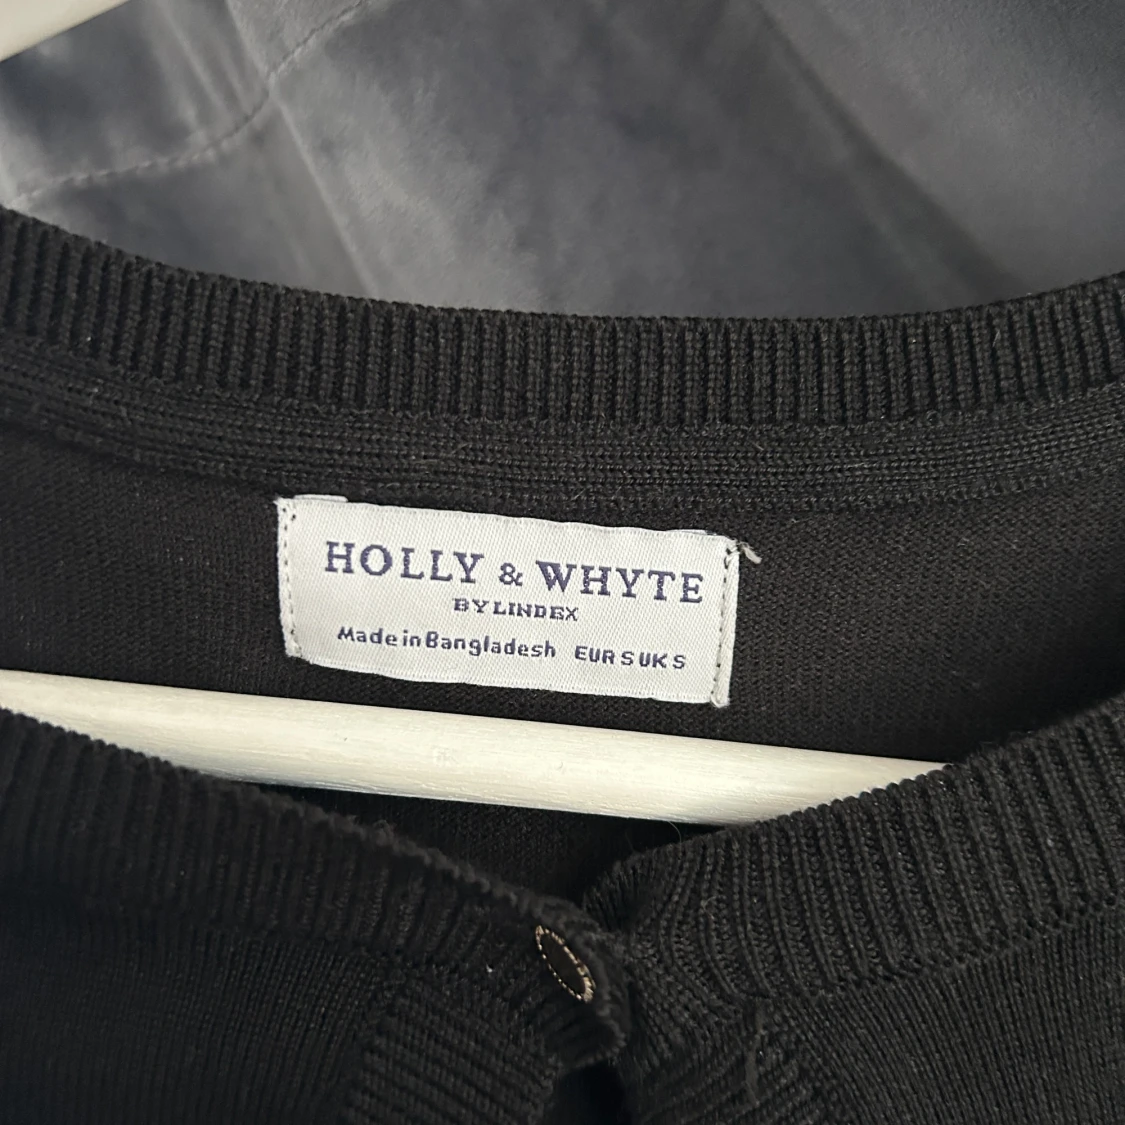 HOLLY & WHYTE
BY LINDEX
Made in Bangladesh EUR S UK S